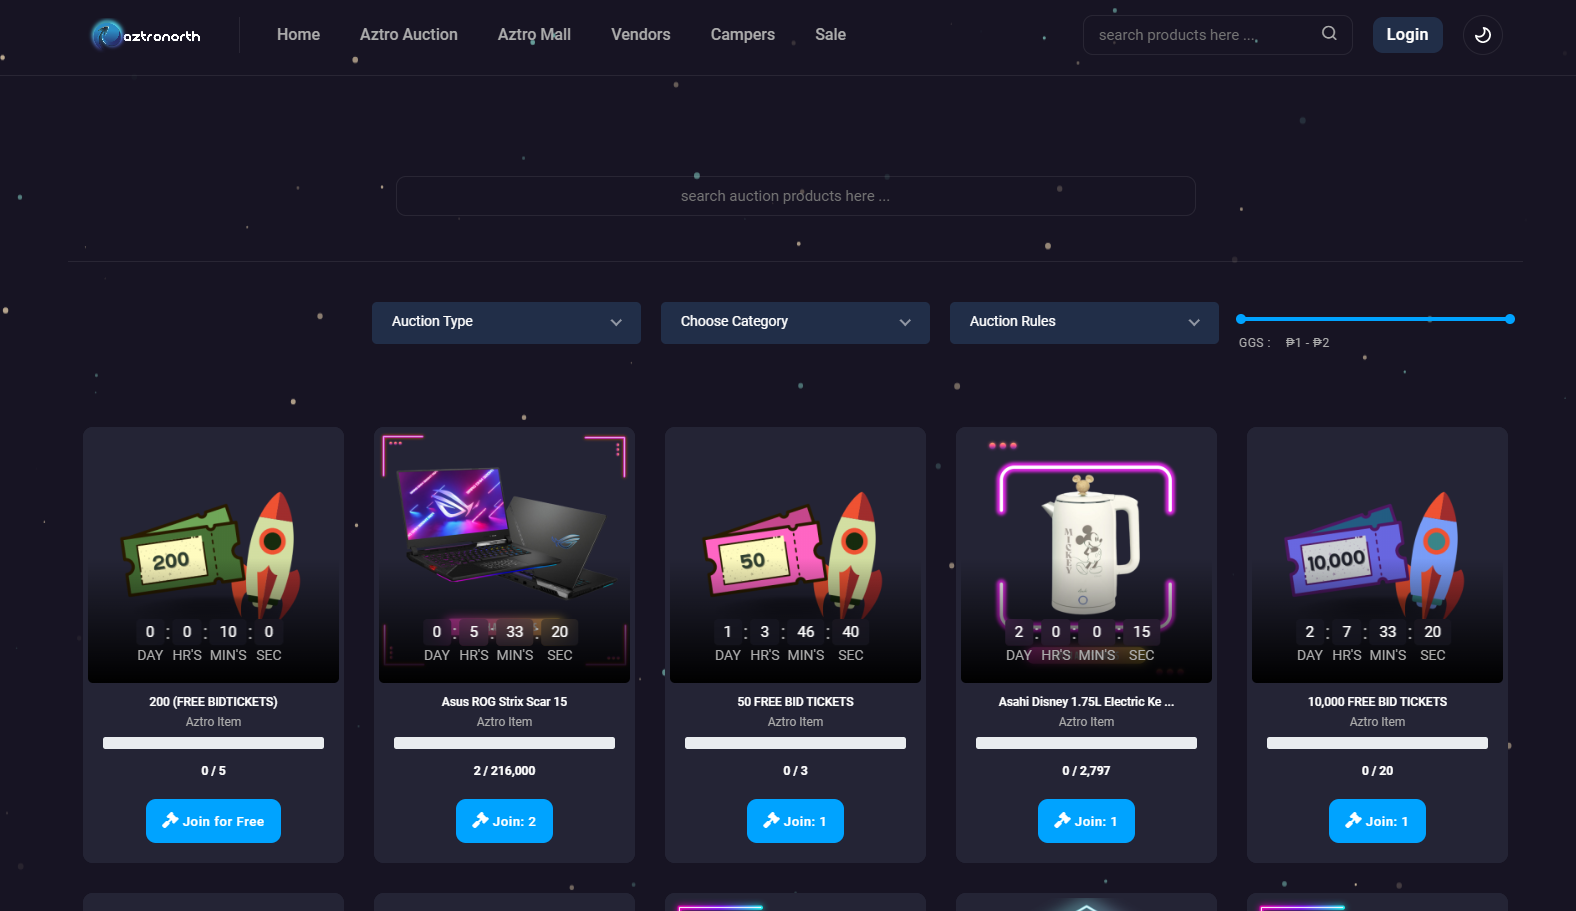 aztronorth
Home
Aztro Auction
Aztro Mall
Vendors
Campers
Sale
search products here ...
Login
search auction products here ...
Auction Type
Choose Category
Auction Rules
GGS : ₱1 - ₱2
200
0 : 0 : 10 : 0
DAY HR'S MIN'S SEC
200 (FREE BIDTICKETS)
Aztro Item
0 / 5
Join for Free
0 : 5 : 33 : 20
DAY HR'S MIN'S SEC
Asus ROG Strix Scar 15
Aztro Item
2 / 216,000
Join: 2
50
1 : 3 : 46 : 40
DAY HR'S MIN'S SEC
50 FREE BID TICKETS
Aztro Item
0 / 3
Join: 1
MICKEY
2 : 0 : 0 : 15
DAY HR'S MIN'S SEC
Asahi Disney 1.75L Electric Ke ...
Aztro Item
0 / 2,797
Join: 1
10,000
2 : 7 : 33 : 20
DAY HR'S MIN'S SEC
10,000 FREE BID TICKETS
Aztro Item
0 / 20
Join: 1